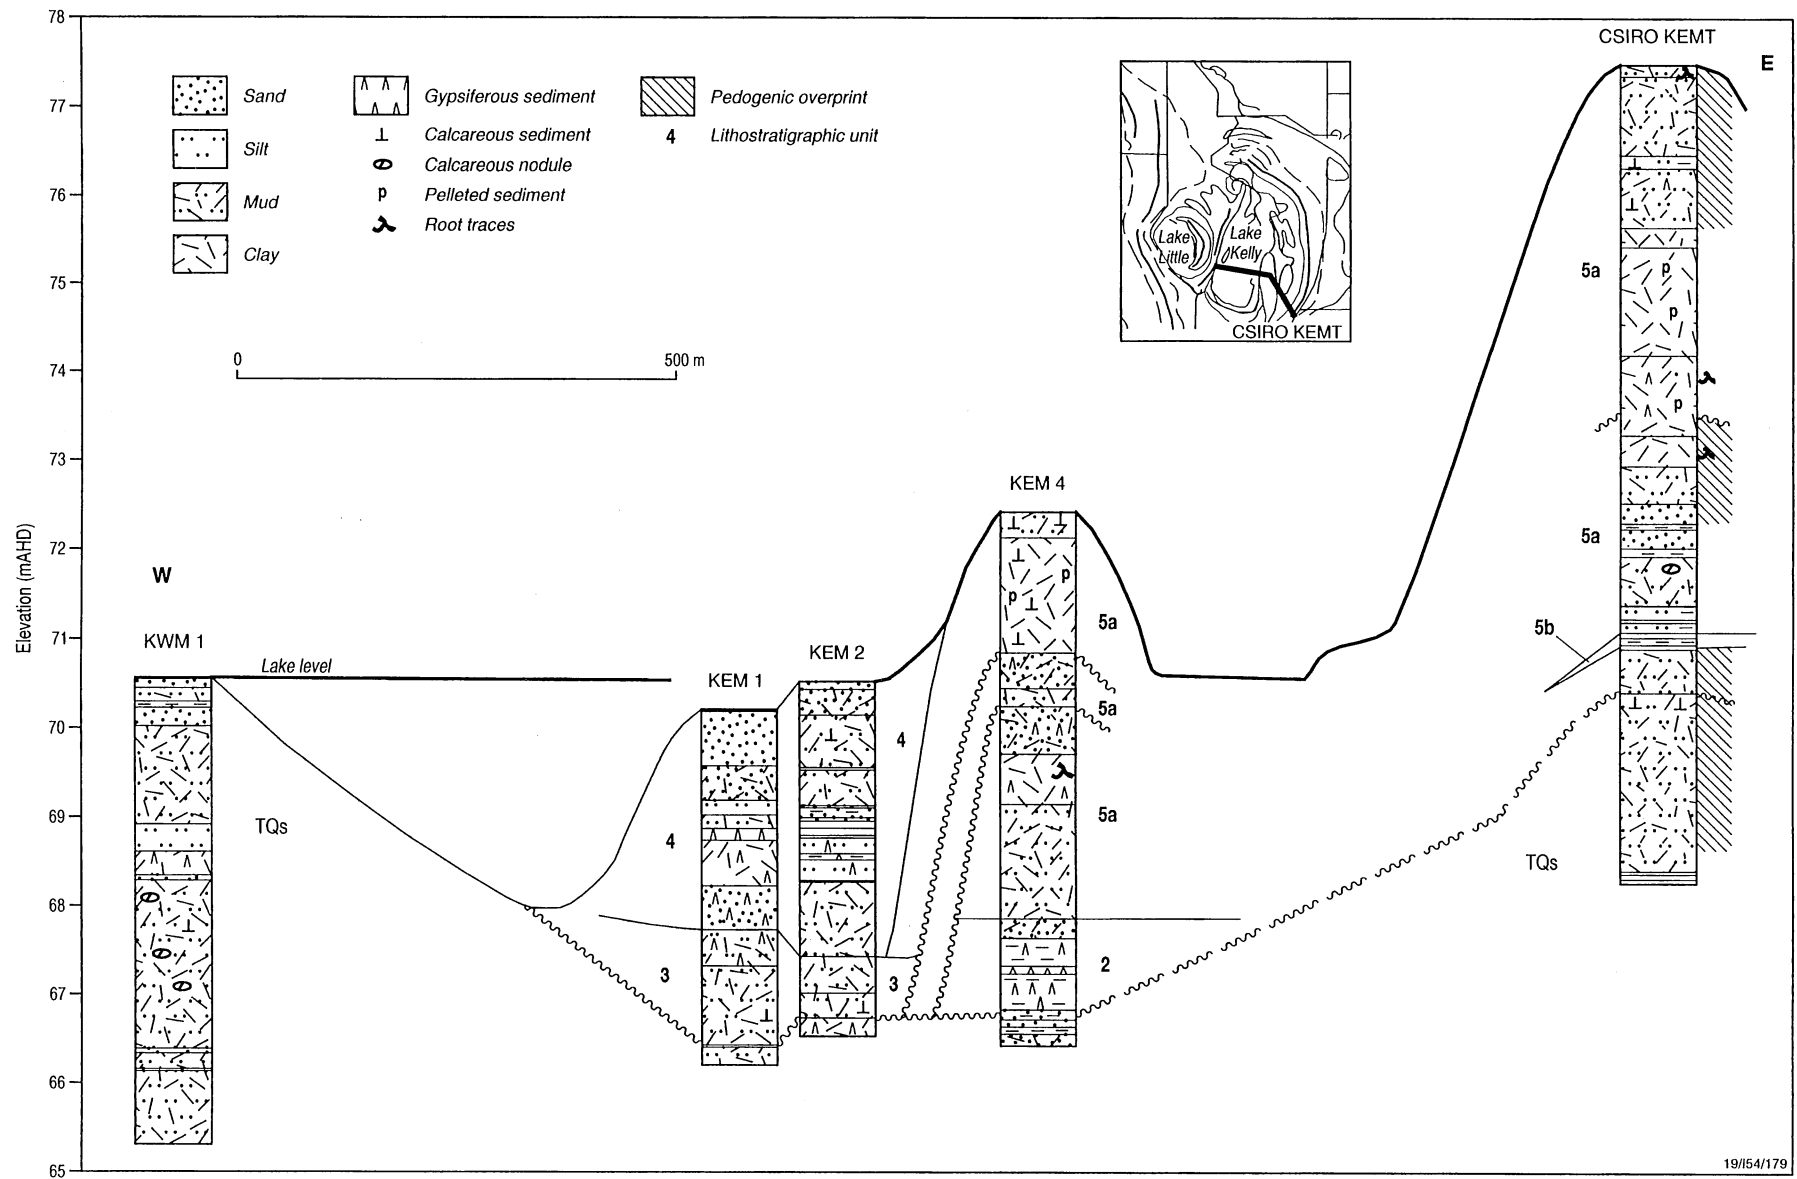 78
77
76
75
74
73
72
71
70
69
68
67
66
65
Elevation (mAHD)
Sand
Silt
Mud
Clay
Gypsiferous sediment
⊥ Calcareous sediment
Calcareous nodule
p Pelleted sediment
Root traces
Pedogenic overprint
4 Lithostratigraphic unit
0 500 m
Lake Little
Lake Kelly
CSIRO KEMT
CSIRO KEMT
E
W
KWM 1
Lake level
KEM 1
KEM 2
KEM 4
TQs
4
3
4
3
5a
5a
5a
2
5a
5a
5b
TQs
p
p
p
p
p
19/I54/179